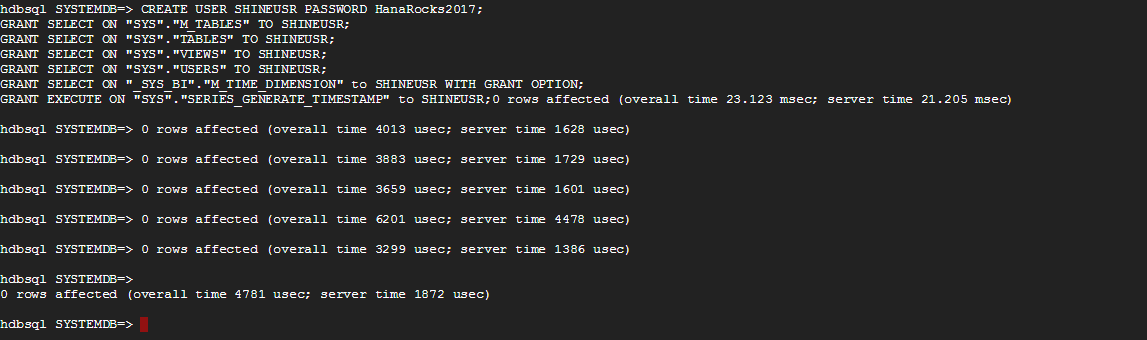 hdbsql SYSTEMDB=> CREATE USER SHINEUSR PASSWORD HanaRocks2017;
GRANT SELECT ON "SYS"."M_TABLES" TO SHINEUSR;
GRANT SELECT ON "SYS"."TABLES" TO SHINEUSR;
GRANT SELECT ON "SYS"."VIEWS" TO SHINEUSR;
GRANT SELECT ON "SYS"."USERS" TO SHINEUSR;
GRANT SELECT ON "_SYS_BI"."M_TIME_DIMENSION" to SHINEUSR WITH GRANT OPTION;
GRANT EXECUTE ON "SYS"."SERIES_GENERATE_TIMESTAMP" to SHINEUSR;0 rows affected (overall time 23.123 msec; server time 21.205 msec)
hdbsql SYSTEMDB=> 0 rows affected (overall time 4013 usec; server time 1628 usec)
hdbsql SYSTEMDB=> 0 rows affected (overall time 3883 usec; server time 1729 usec)
hdbsql SYSTEMDB=> 0 rows affected (overall time 3659 usec; server time 1601 usec)
hdbsql SYSTEMDB=> 0 rows affected (overall time 6201 usec; server time 4478 usec)
hdbsql SYSTEMDB=> 0 rows affected (overall time 3299 usec; server time 1386 usec)
hdbsql SYSTEMDB=>
0 rows affected (overall time 4781 usec; server time 1872 usec)
hdbsql SYSTEMDB=>